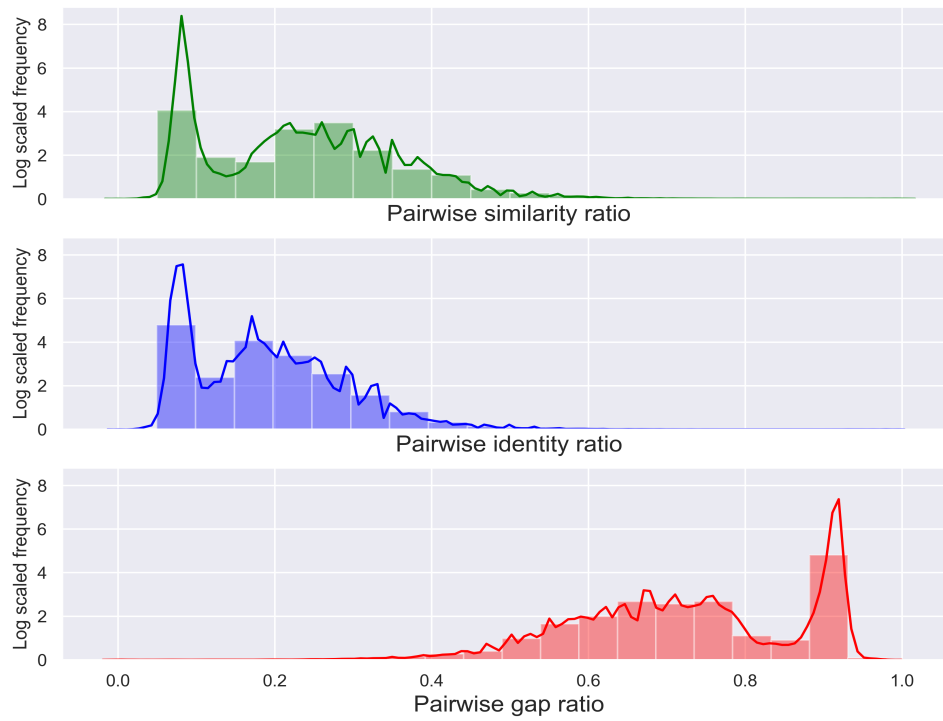 Log scaled frequency
8
6
4
2
0
Pairwise similarity ratio
Log scaled frequency
8
6
4
2
0
Pairwise identity ratio
Log scaled frequency
8
6
4
2
0
0.0 0.2 0.4 0.6 0.8 1.0
Pairwise gap ratio